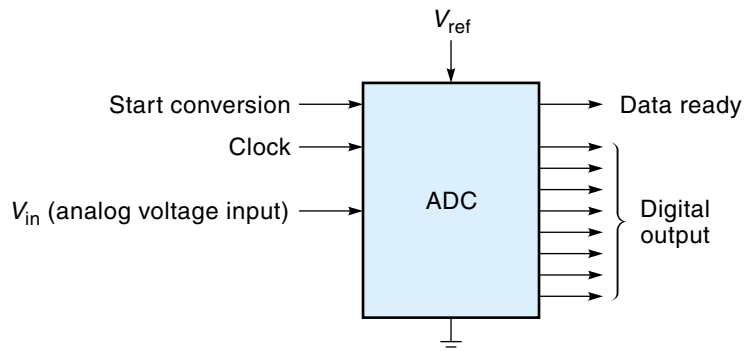 V_ref
Start conversion
Data ready
Clock
ADC
V_in (analog voltage input)
Digital
output